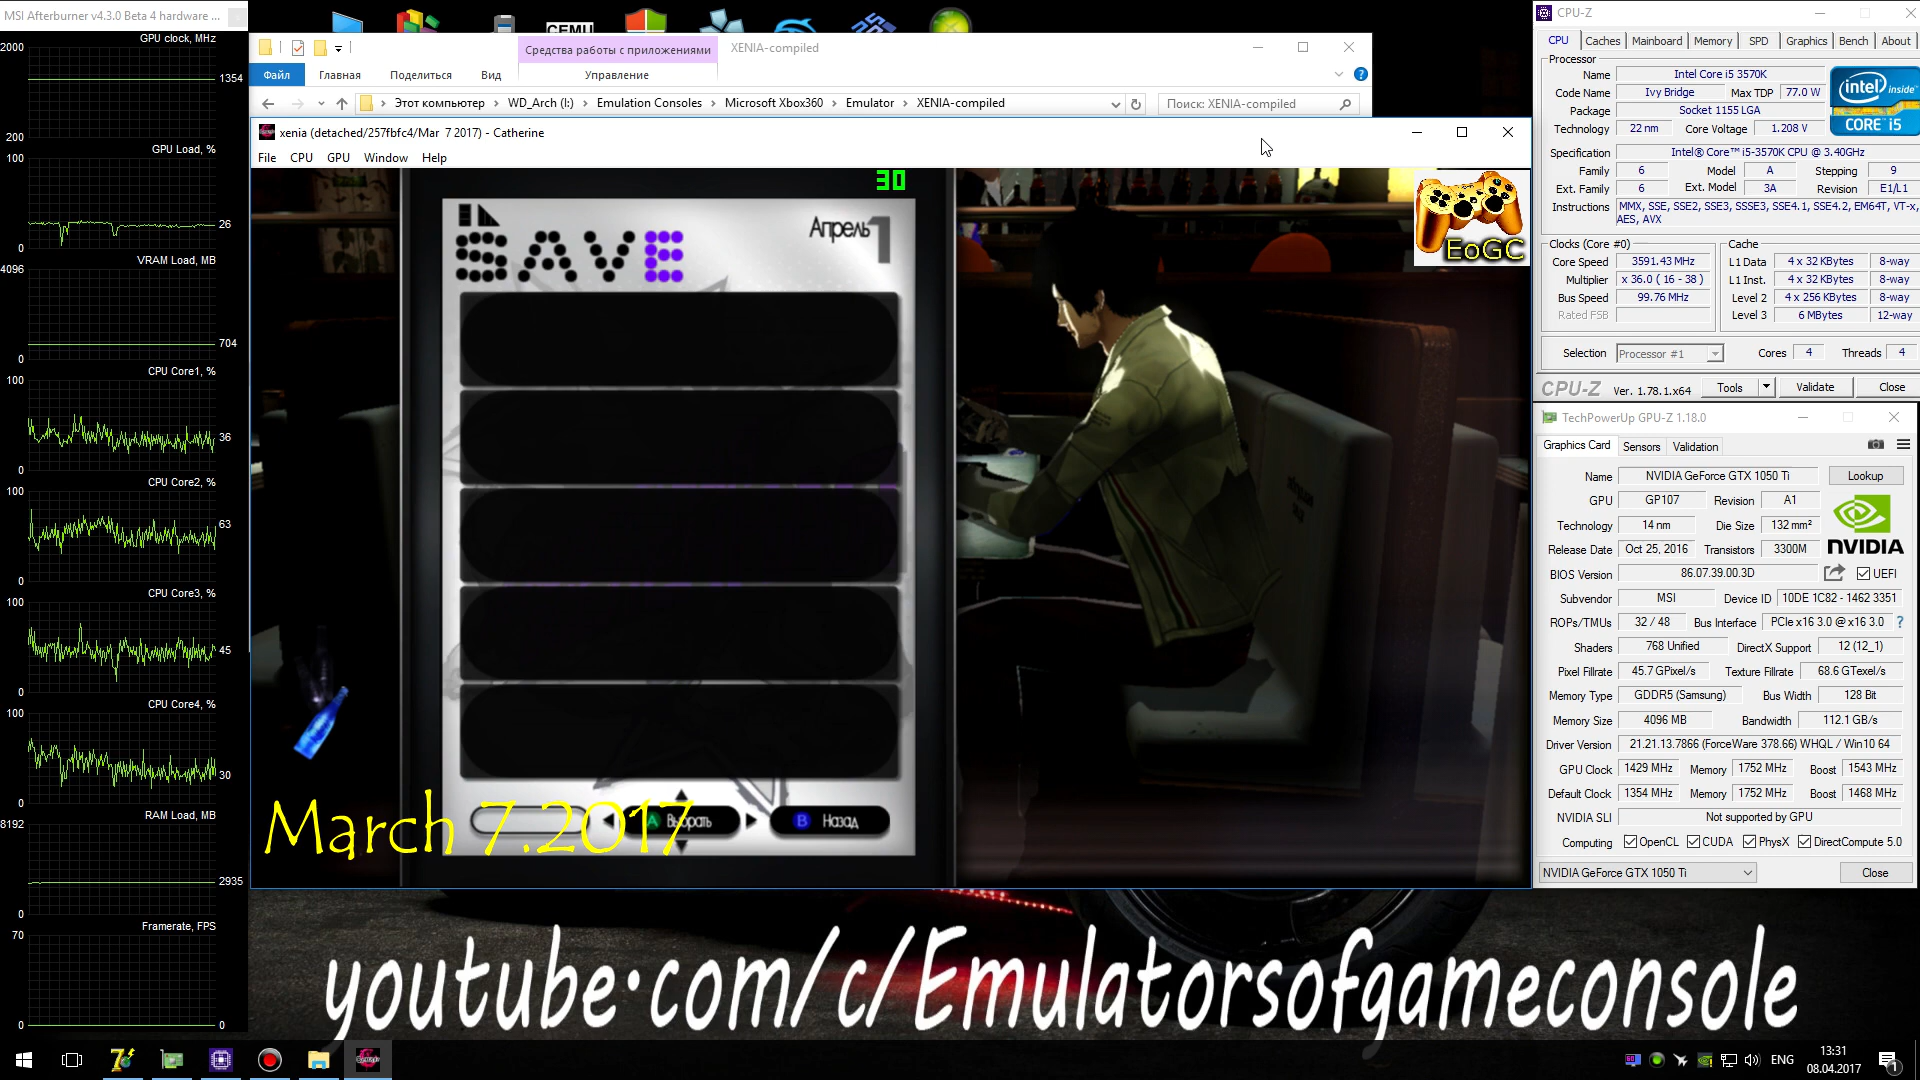 MSI Afterburner v4.3.0 Beta 4 hardware ...
GPU clock, MHz
2000
1354
200
GPU Load, %
100
26
0
VRAM Load, MB
4096
704
0
CPU Core1, %
100
36
0
CPU Core2, %
100
63
0
CPU Core3, %
100
45
0
CPU Core4, %
100
30
0
RAM Load, MB
8192
2935
0
Framerate, FPS
70
0 0
CEMU
Средства работы с приложениями XENIA-compiled
Файл Главная Поделиться Вид Управление
Этот компьютер > WD_Arch (I:) > Emulation Consoles > Microsoft Xbox360 > Emulator > XENIA-compiled
Поиск: XENIA-compiled
xenia (detached/257fbfc4/Mar 7 2017) - Catherine
File CPU GPU Window Help
30
SAVE
Апрель 1
EoGC
A Выбрать
B Назад
March 7.2017
youtube.com/c/Emulatorsofgameconsole
CPU-Z
CPU Caches Mainboard Memory SPD Graphics Bench About
Processor
Name Intel Core i5 3570K
Code Name Ivy Bridge Max TDP 77.0 W
Package Socket 1155 LGA
Technology 22 nm Core Voltage 1.208 V
intel inside™
CORE™ i5
Specification Intel® Core™ i5-3570K CPU @ 3.40GHz
Family 6 Model A Stepping 9
Ext. Family 6 Ext. Model 3A Revision E1/L1
Instructions MMX, SSE, SSE2, SSE3, SSSE3, SSE4.1, SSE4.2, EM64T, VT-x,
AES, AVX
Clocks (Core #0)
Core Speed 3591.43 MHz
Multiplier x 36.0 ( 16 - 38 )
Bus Speed 99.76 MHz
Rated FSB
Cache
L1 Data 4 x 32 KBytes 8-way
L1 Inst. 4 x 32 KBytes 8-way
Level 2 4 x 256 KBytes 8-way
Level 3 6 MBytes 12-way
Selection Processor #1 Cores 4 Threads 4
CPU-Z Ver. 1.78.1.x64 Tools Validate Close
TechPowerUp GPU-Z 1.18.0
Graphics Card Sensors Validation
Name NVIDIA GeForce GTX 1050 Ti Lookup
GPU GP107 Revision A1
Technology 14 nm Die Size 132 mm²
Release Date Oct 25, 2016 Transistors 3300M
NVIDIA
BIOS Version 86.07.39.00.3D UEFI
Subvendor MSI Device ID 10DE 1C82 - 1462 3351
ROPs/TMUs 32 / 48 Bus Interface PCIe x16 3.0 @ x16 3.0 ?
Shaders 768 Unified DirectX Support 12 (12_1)
Pixel Fillrate 45.7 GPixel/s Texture Fillrate 68.6 GTexel/s
Memory Type GDDR5 (Samsung) Bus Width 128 Bit
Memory Size 4096 MB Bandwidth 112.1 GB/s
Driver Version 21.21.13.7866 (ForceWare 378.66) WHQL / Win10 64
GPU Clock 1429 MHz Memory 1752 MHz Boost 1543 MHz
Default Clock 1354 MHz Memory 1752 MHz Boost 1468 MHz
NVIDIA SLI Not supported by GPU
Computing OpenCL CUDA PhysX DirectCompute 5.0
NVIDIA GeForce GTX 1050 Ti Close
ENG
13:31
08.04.2017
1